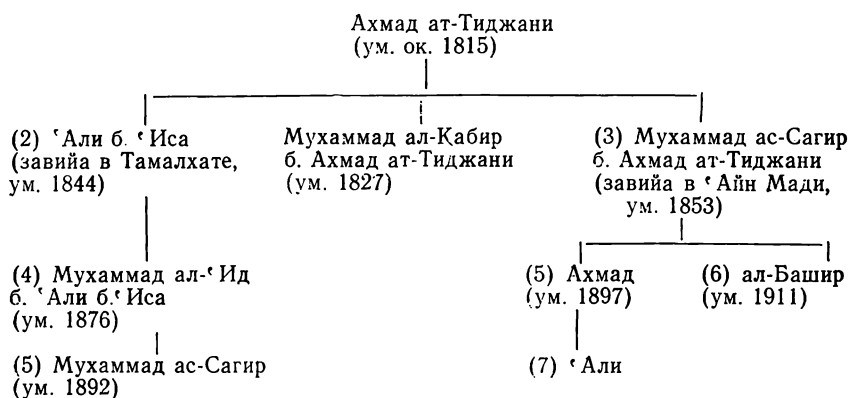 Ахмад ат-Тиджани
(ум. ок. 1815)
(2) ʿАли б. ʿИса
(завийа в Тамалхате,
ум. 1844)
Мухаммад ал-Кабир
б. Ахмад ат-Тиджани
(ум. 1827)
(3) Мухаммад ас-Сагир
б. Ахмад ат-Тиджани
(завийа в ʿАйн Мади,
ум. 1853)
(4) Мухаммад ал-ʿИд
б. ʿАли б. ʿИса
(ум. 1876)
(5) Ахмад
(ум. 1897)
(6) ал-Башир
(ум. 1911)
(5) Мухаммад ас-Сагир
(ум. 1892)
(7) ʿАли